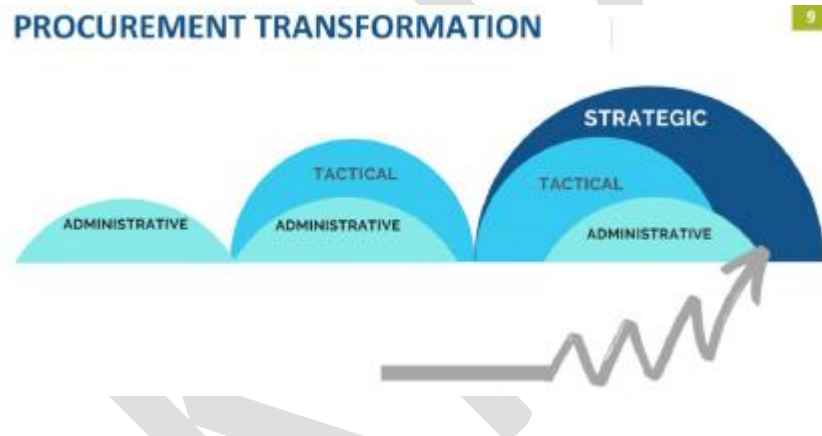 PROCUREMENT TRANSFORMATION
9
STRATEGIC
TACTICAL
TACTICAL
ADMINISTRATIVE
ADMINISTRATIVE
ADMINISTRATIVE